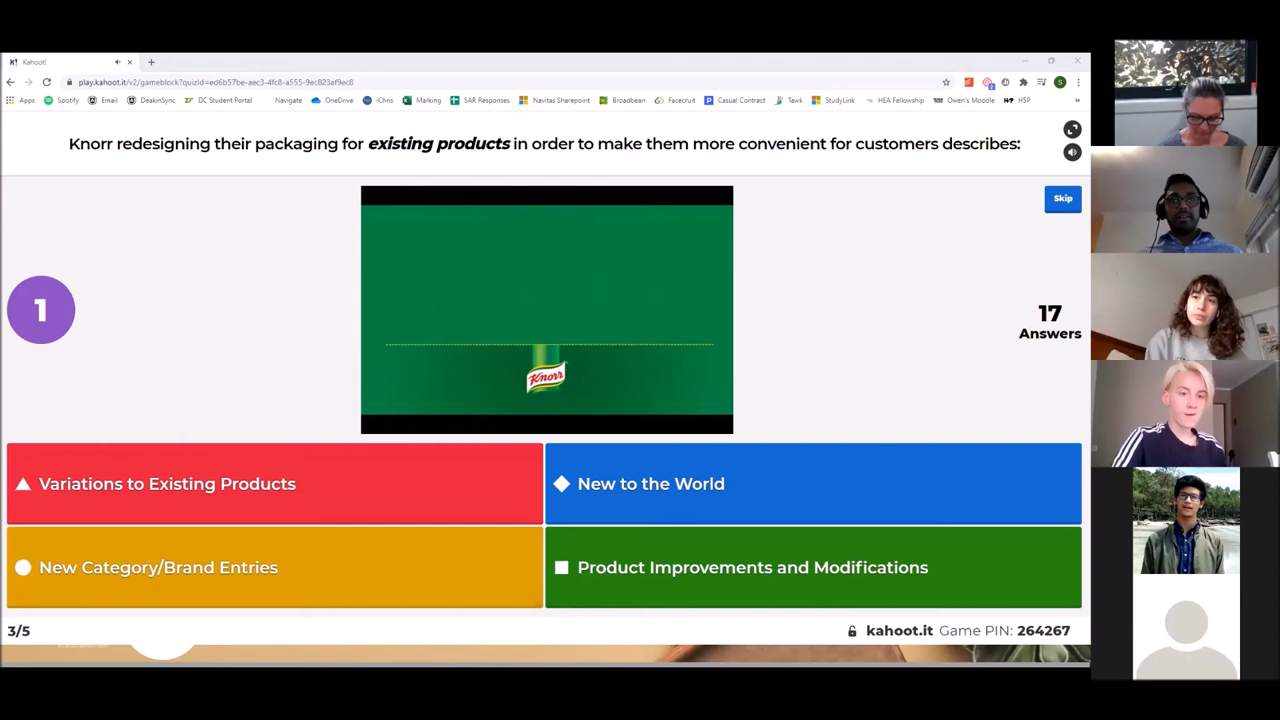 Kahoot!
play.kahoot.it/v2/gameblock?quizId=ed6b57be-aec3-4fc8-a555-9ec823af9ec8
S
Apps Spotify Email DeakinSync DC Student Portal Navigate OneDrive iChris Marking SAR Responses Navitas Sharepoint Broadbean Facecruit Casual Contract Tawk StudyLink HEA Fellowship Owen's Moodle H5P »
Knorr redesigning their packaging for existing products in order to make them more convenient for customers describes:
Skip
1
17
Answers
Knorr
Variations to Existing Products
New to the World
New Category/Brand Entries
Product Improvements and Modifications
3/5
kahoot.it Game PIN: 264267